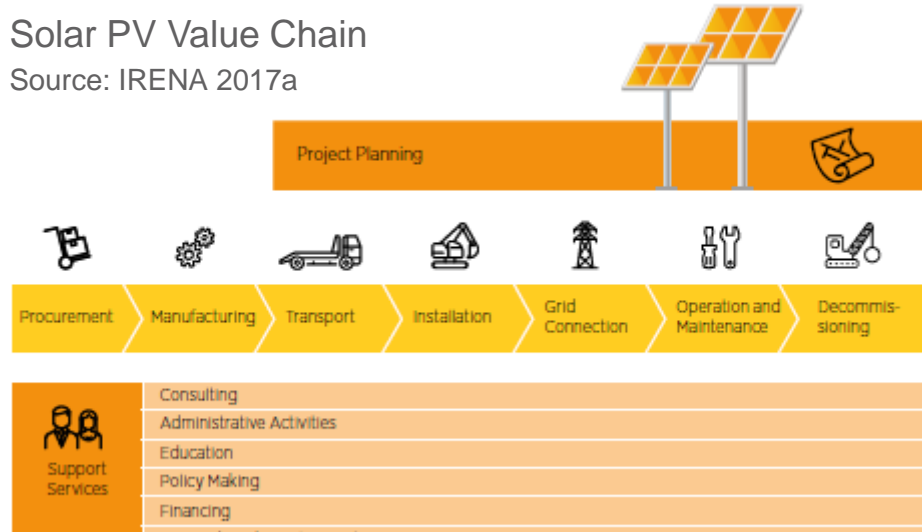 Solar PV Value Chain
Source: IRENA 2017a
Project Planning
Procurement
Manufacturing
Transport
Installation
Grid
Connection
Operation and
Maintenance
Decommis-
sioning
Support
Services
Consulting
Administrative Activities
Education
Policy Making
Financing